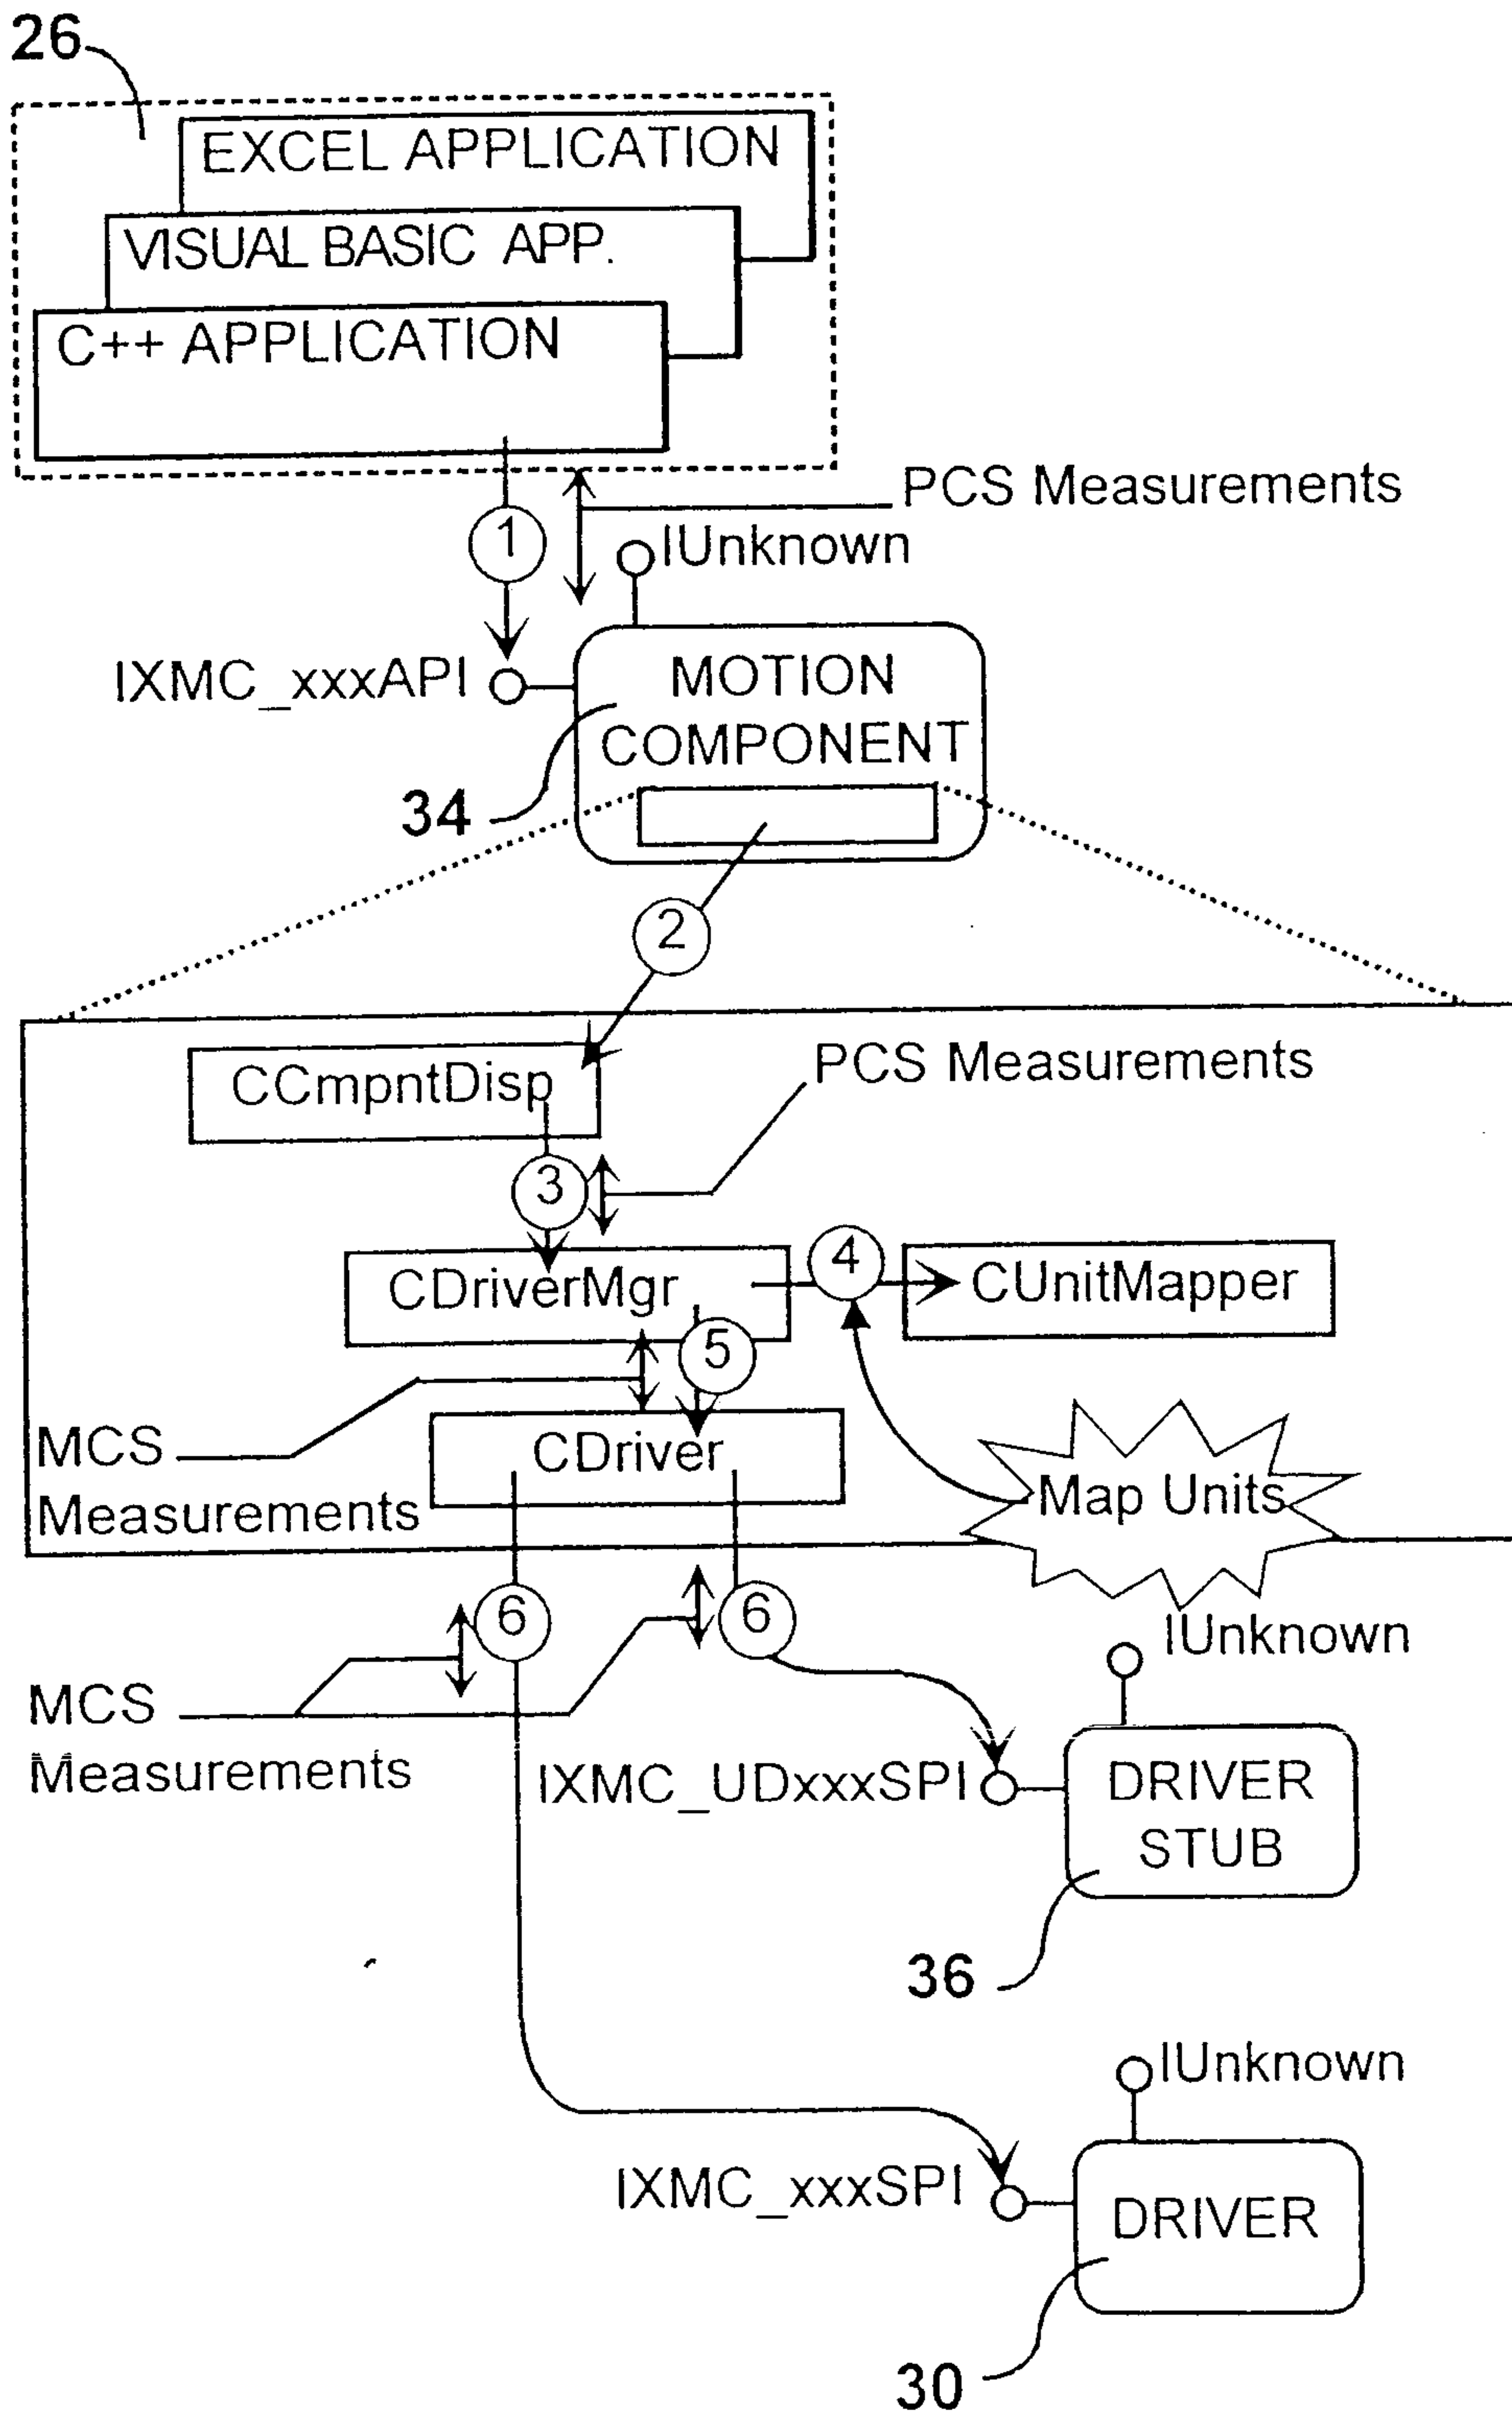 26
EXCEL APPLICATION
VISUAL BASIC APP.
C++ APPLICATION
PCS Measurements
1
IUnknown
IXMC_xxxAPI
MOTION
COMPONENT
34
2
CCmpntDisp
PCS Measurements
3
CDriverMgr
4
CUnitMapper
5
MCS
Measurements
CDriver
Map Units
6
6
IUnknown
MCS
Measurements
IXMC_UDxxxSPI
DRIVER
STUB
36
IUnknown
IXMC_xxxSPI
DRIVER
30